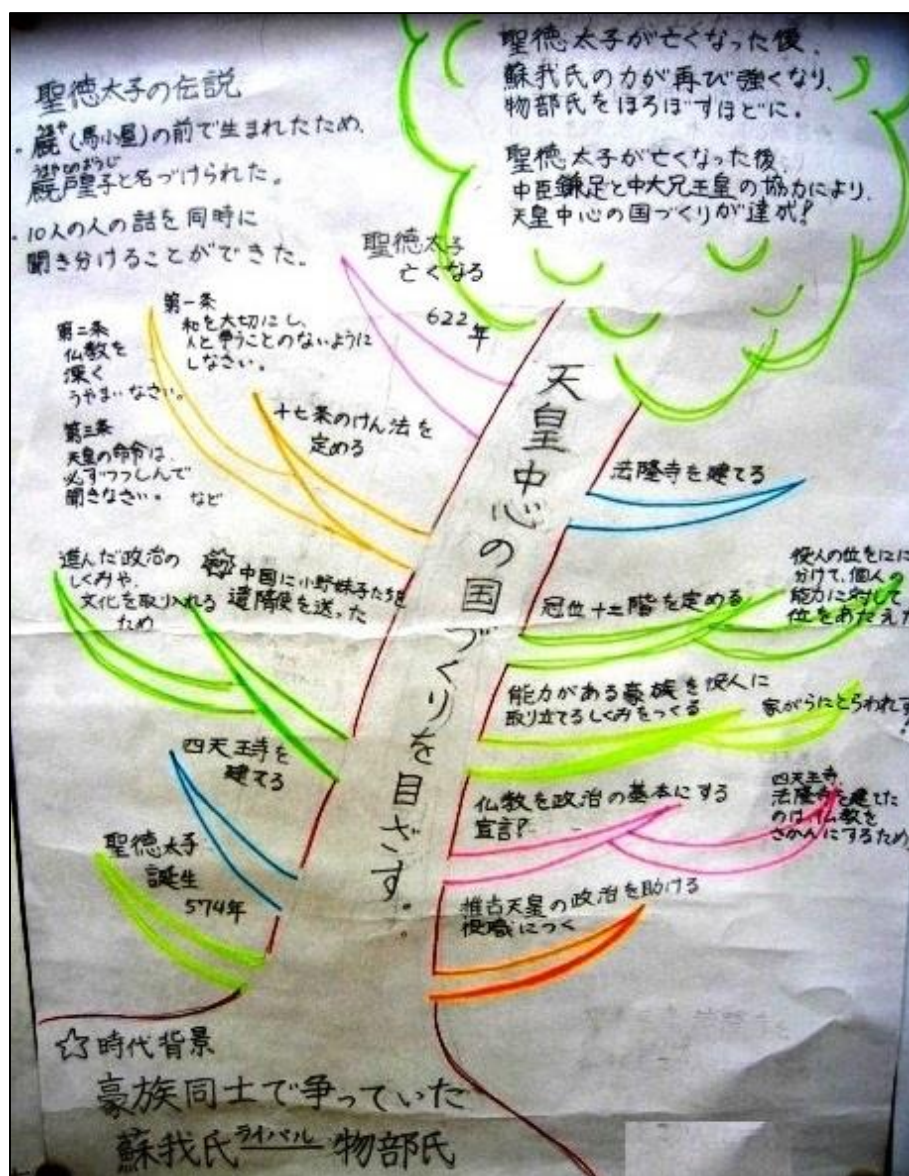 聖徳太子の伝説
・厩(馬小屋)の前で生まれたため、
うまや
厩戸聖子と名づけられた。
うまやとのおうじ
・10人の人の話を同時に
聞き分けることができた。
聖徳太子が亡くなった後、
蘇我氏の力が再び強くなり、
物部氏をほろぼすほどに。
聖徳太子が亡くなった後
中臣鎌足と中大兄王皇の協力により、
天皇中心の国づくりが達成!
聖徳太子
亡くなる
622年
第一条
和を大切にし、
人と争うことのないように
しなさい。
第二条
仏教を
深く
うやまいなさい。
第三条
天皇の命令は、
必ずつつしんで
聞きなさい。 など
十七条のけん法を
定める
進んだ政治の
しくみや、
文化を取り入れる
ため
中国に小野妹子たちを
遣隋使を送った
四天王寺を
建てる
聖徳太子
誕生
574年
天皇中心の国づくりを目ざす。
法隆寺を建てる
冠位十二階を定める
役人の位を12に
分けて、個人の
能力に対して
位をあたえた
能力がある豪族を役人に
取り立てるしくみをつくる
家がらにとらわれず
仏教を政治の基本にする
宣言?
四天王寺
法隆寺を建てた
のは、仏教を
さかんにするため
推古天皇の政治を助ける
役職につく
☆時代背景
豪族同士で争っていた
蘇我氏 ライバル 物部氏